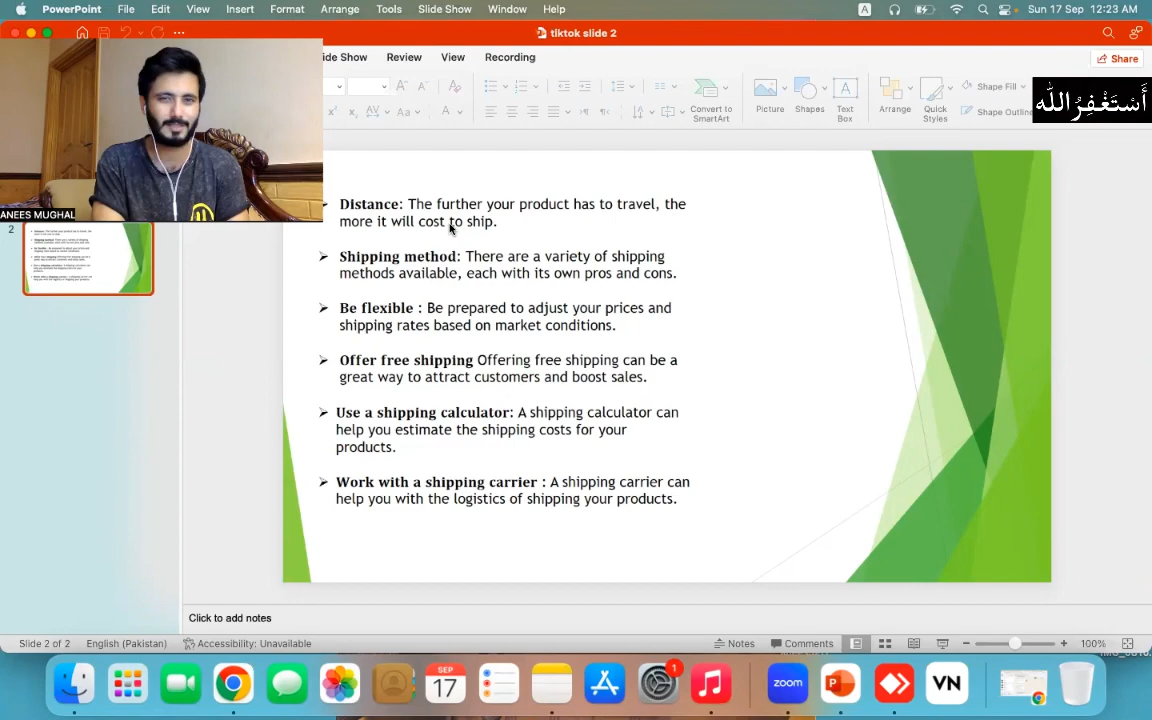 PowerPoint File Edit View Insert Format Arrange Tools Slide Show Window Help A Sun 17 Sep 12:23 AM
tiktok slide 2
ide Show Review View Recording Share
Convert to SmartArt Picture Shapes Text Box Arrange Quick Styles Shape Fill Shape Outline
أَسْتَغْفِرُ اللّٰه
ANEES MUGHAL
2
Distance: The further your product has to travel, the
more it will cost to ship.
Shipping method: There are a variety of shipping
methods available, each with its own pros and cons.
Be flexible : Be prepared to adjust your prices and
shipping rates based on market conditions.
Offer free shipping Offering free shipping can be a
great way to attract customers and boost sales.
Use a shipping calculator: A shipping calculator can
help you estimate the shipping costs for your
products.
Work with a shipping carrier : A shipping carrier can
help you with the logistics of shipping your products.
Click to add notes
Slide 2 of 2 English (Pakistan) Accessibility: Unavailable Notes Comments 100%
SEP
17
1
zoom
P
VN